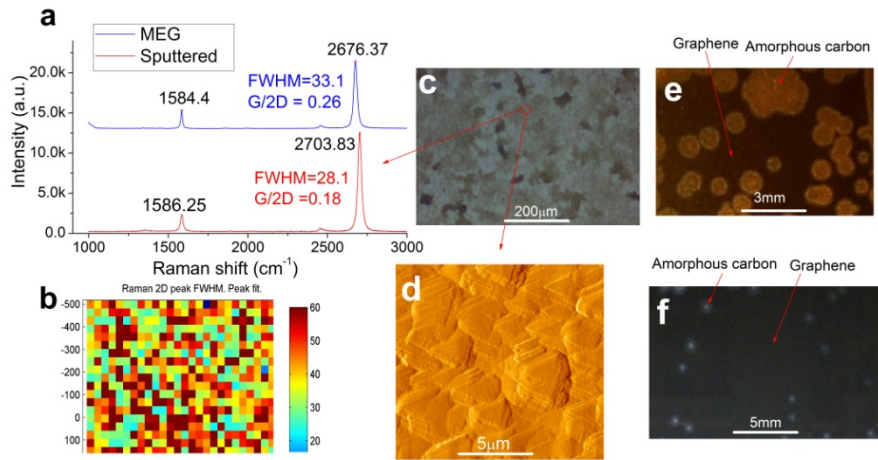 a
MEG
Sputtered
Intensity (a.u.)
20.0k
15.0k
10.0k
5.0k
0.0
1584.4
2676.37
FWHM=33.1
G/2D = 0.26
1586.25
2703.83
FWHM=28.1
G/2D =0.18
1000
1500
2000
2500
3000
Raman shift (cm⁻¹)
b
Raman 2D peak FWHM. Peak fit.
-500
-400
-300
-200
-100
0
100
60
50
40
30
20
c
200μm
d
5μm
e
Graphene
Amorphous carbon
3mm
f
Amorphous carbon
Graphene
5mm